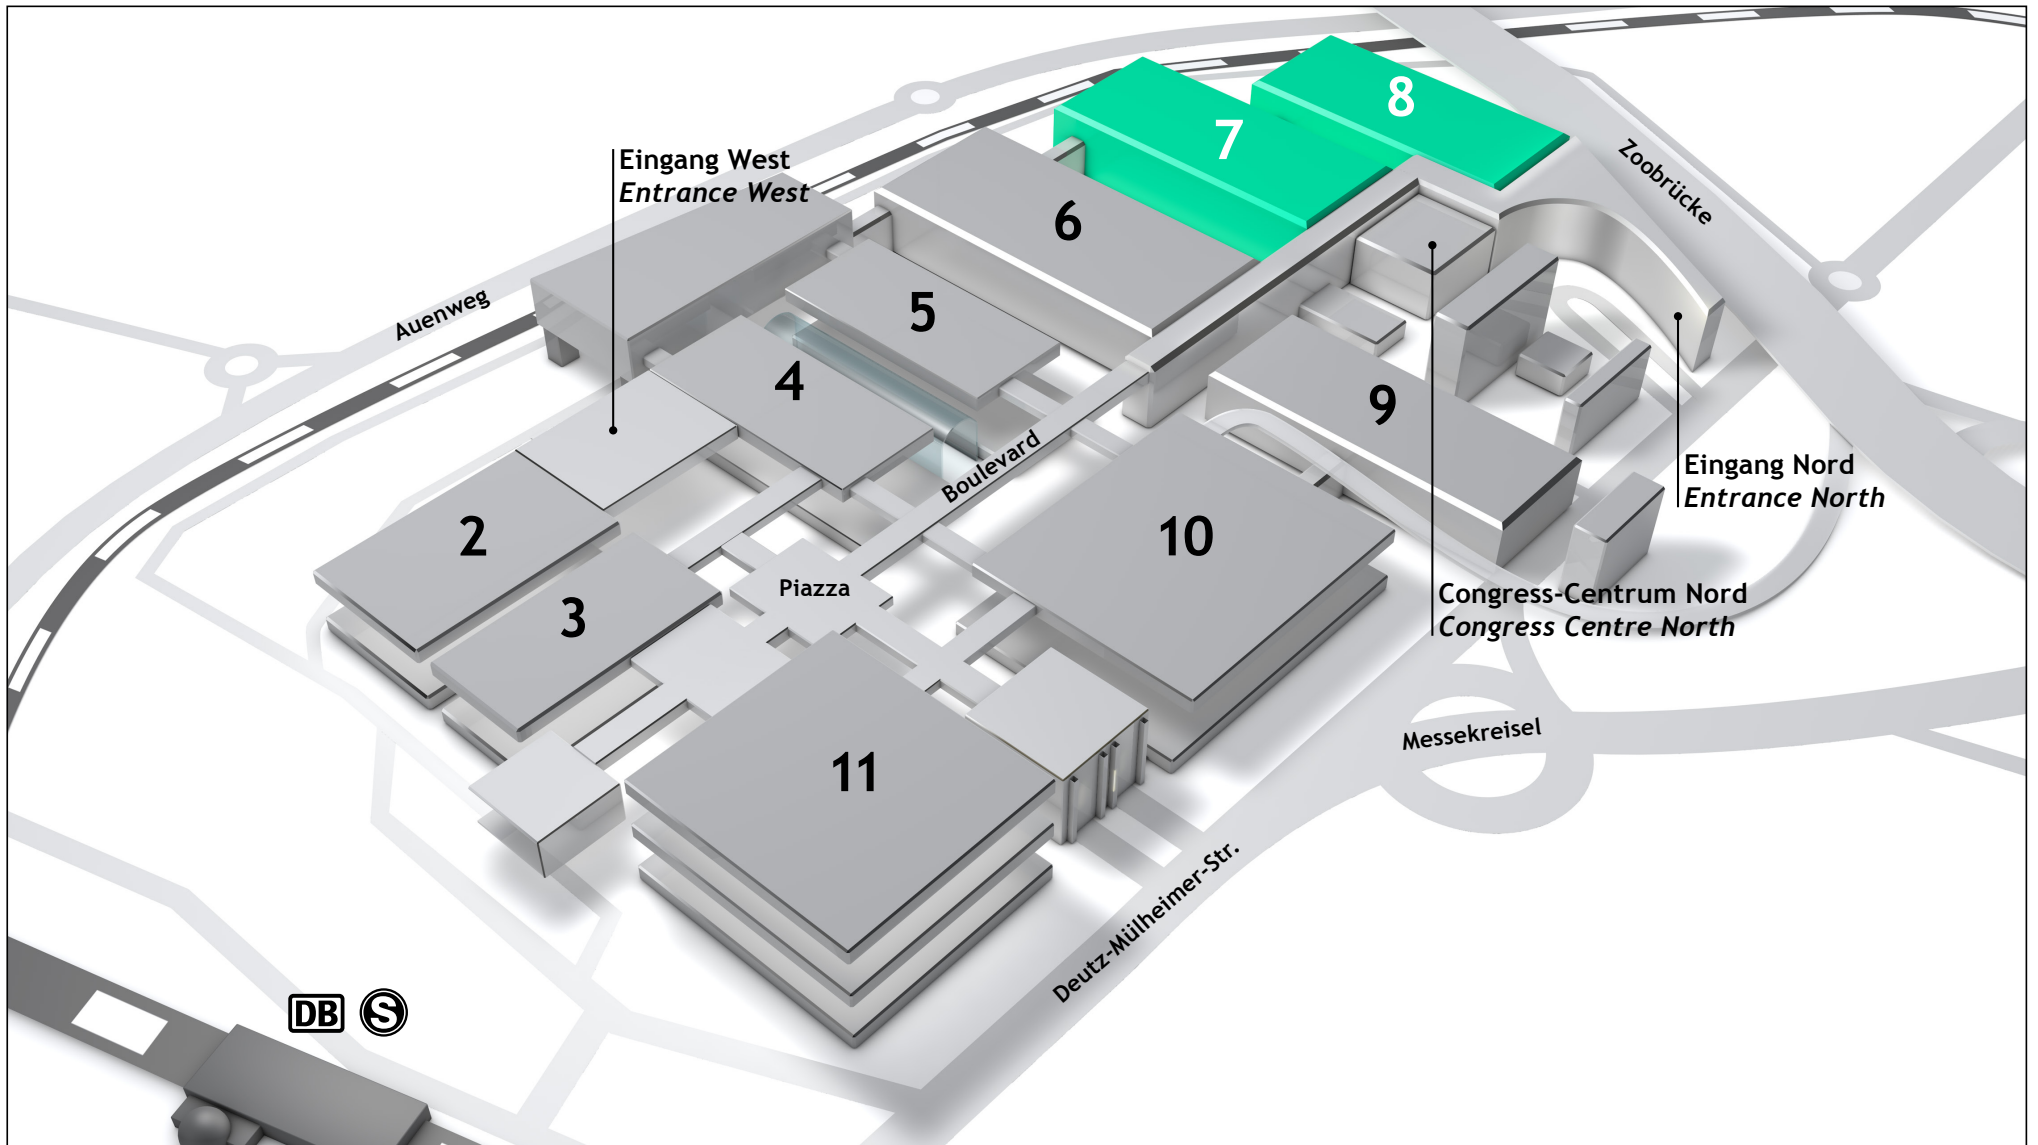 8
7
Zoobrücke
Eingang West
Entrance West
6
5
Auenweg
4
9
Boulevard
Eingang Nord
Entrance North
2
10
Piazza
3
Congress-Centrum Nord
Congress Centre North
Messekreisel
11
Deutz-Mülheimer-Str.
DB S